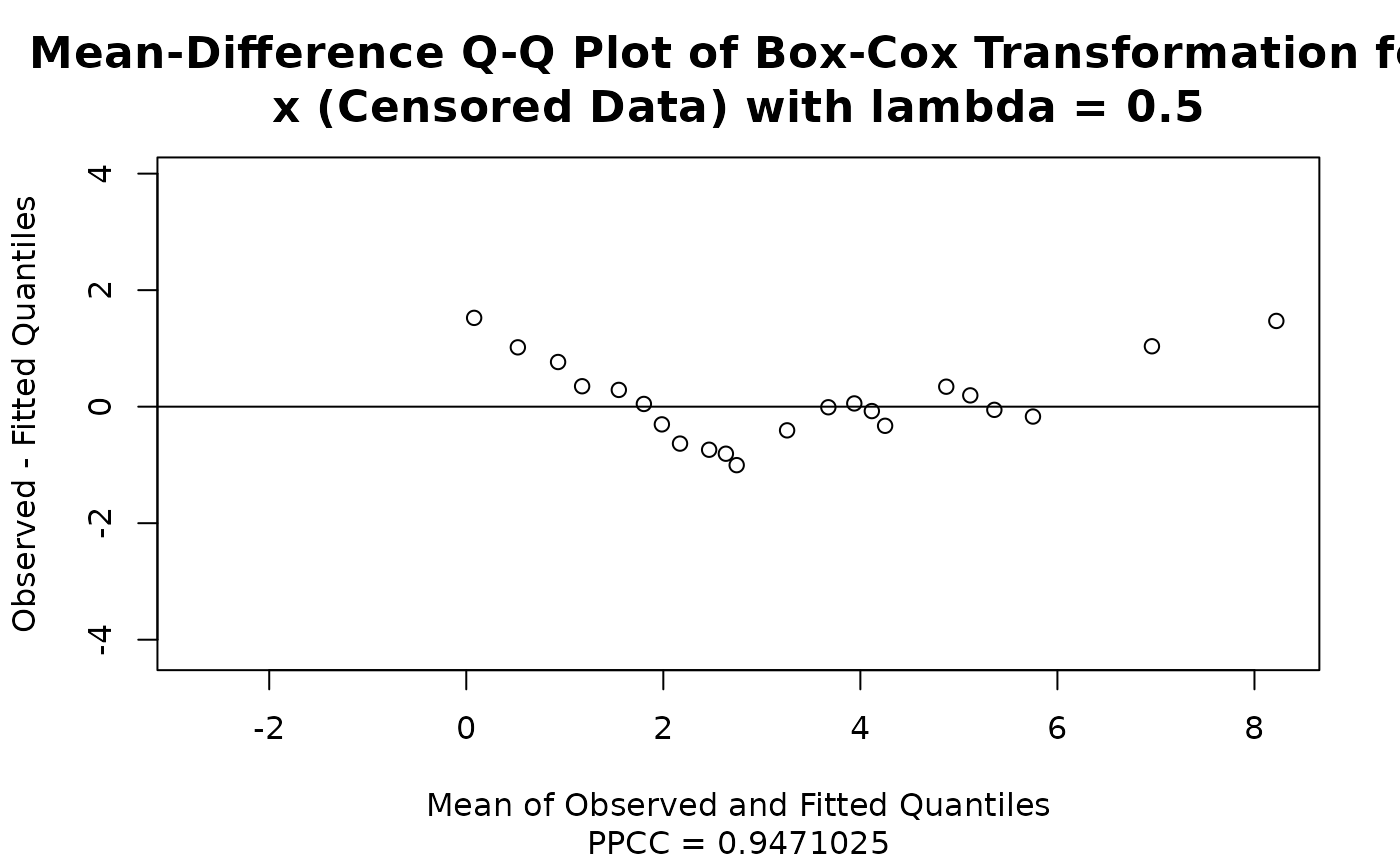 Mean-Difference Q-Q Plot of Box-Cox Transformation
x (Censored Data) with lambda = 0.5
Observed - Fitted Quantiles
4
2
0
-2
-4
-2 0 2 4 6 8
Mean of Observed and Fitted Quantiles
PPCC = 0.9471025